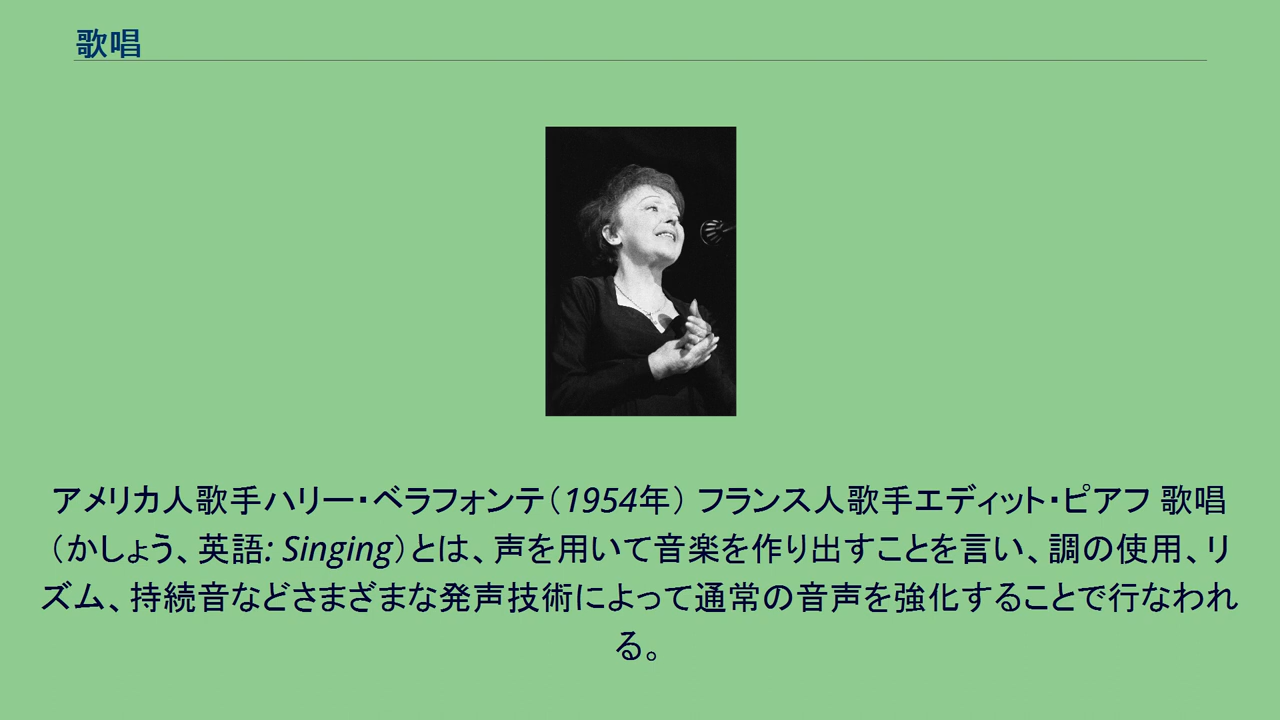 歌唱
アメリカ人歌手ハリー・ベラフォンテ（1954年） フランス人歌手エディット・ピアフ 歌唱
（かしょう、英語: Singing）とは、声を用いて音楽を作り出すことを言い、調の使用、リ
ズム、持続音などさまざまな発声技術によって通常の音声を強化することで行なわれ
る。